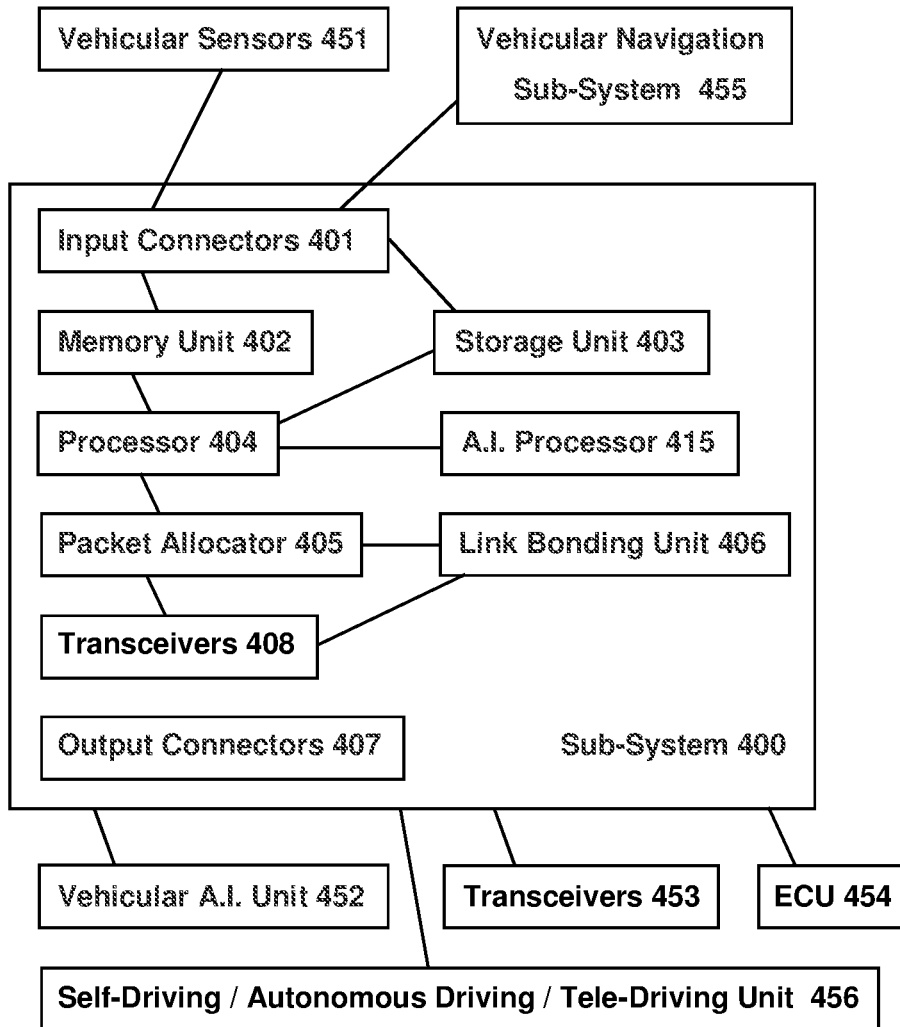 Vehicular Sensors 451
Vehicular Navigation
Sub-System 455
Input Connectors 401
Memory Unit 402
Storage Unit 403
Processor 404
A.I. Processor 415
Packet Allocator 405
Link Bonding Unit 406
Transceivers 408
Output Connectors 407
Sub-System 400
Vehicular A.I. Unit 452
Transceivers 453
ECU 454
Self-Driving / Autonomous Driving / Tele-Driving Unit 456